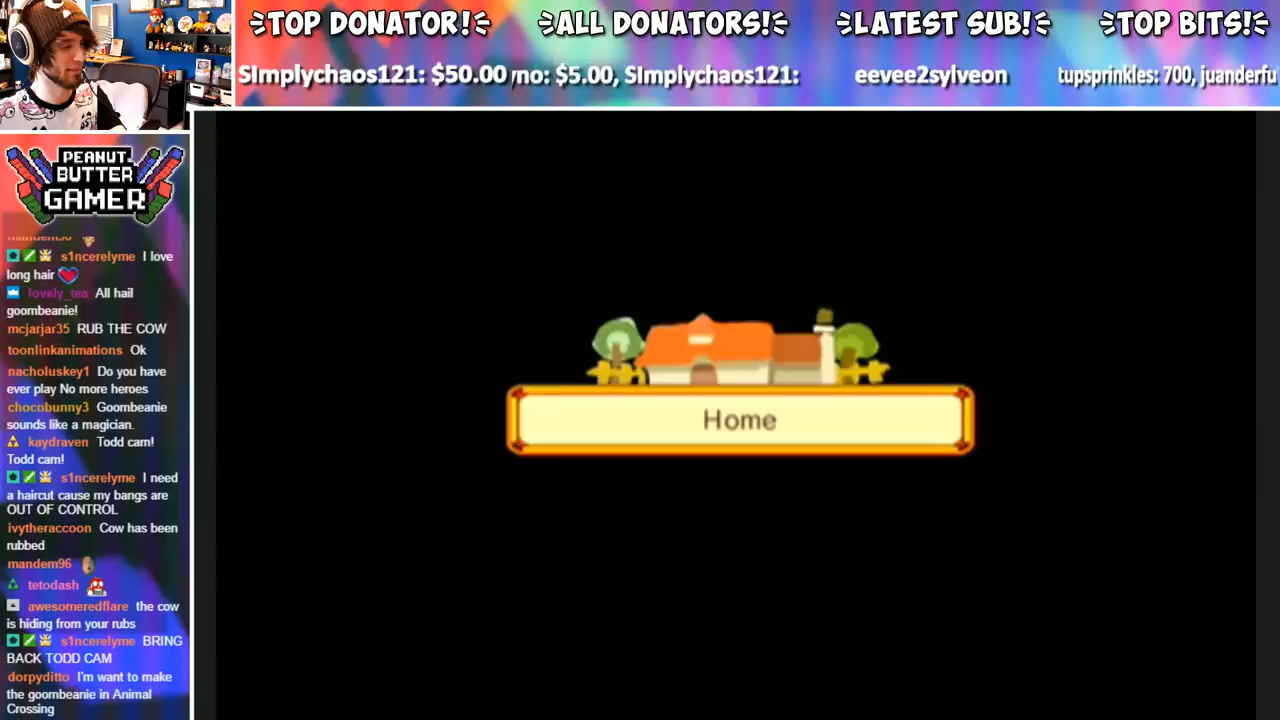 TOP DONATOR!
ALL DONATORS!
LATEST SUB!
TOP BITS!
SImplychaos121: $50.00
mo: $5.00, SImplychaos121:
eevee2sylveon
tupsprinkles: 700, juanderfu
PEANUT
BUTTER
GAMER
s1ncerelyme I love
long hair
lovely_tea All hail
goombeanie!
mcjarjar35 RUB THE COW
toonlinkanimations Ok
nacholuskey1 Do you have
ever play No more heroes
chocobunny3 Goombeanie
sounds like a magician.
kaydraven Todd cam!
Todd cam!
s1ncerelyme I need
a haircut cause my bangs are
OUT OF CONTROL
ivytheraccoon Cow has been
rubbed
mandem96
tetodash
awesomeredflare the cow
is hiding from your rubs
s1ncerelyme BRING
BACK TODD CAM
dorpyditto I'm want to make
the goombeanie in Animal
Crossing
Home